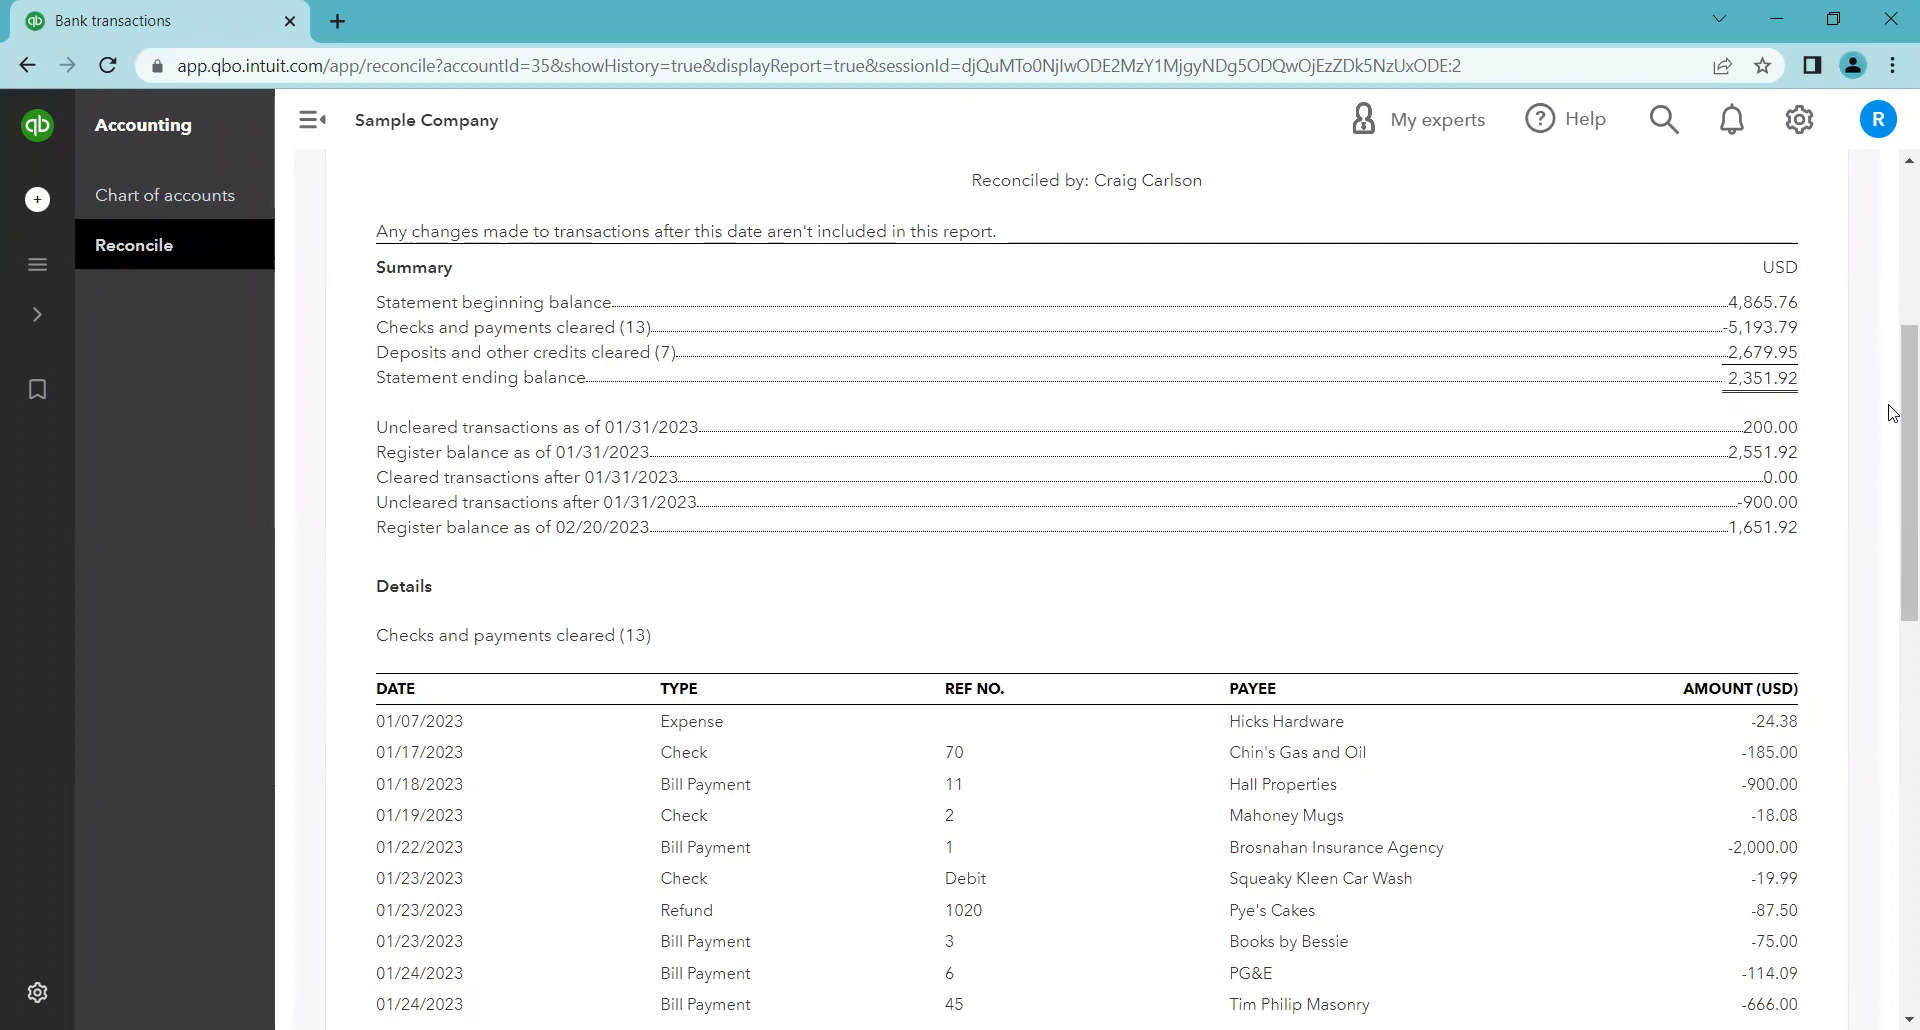 Bank transactions
app.qbo.intuit.com/app/reconcile?accountId=35&showHistory=true&displayReport=true&sessionId=djQuMTo0NjIwODE2MzY1MjgyNDg5ODQwOjEzZDk5NzUxODE:2
qb Accounting
Sample Company
My experts
Help
R
Chart of accounts
Reconcile
Reconciled by: Craig Carlson
Any changes made to transactions after this date aren't included in this report.
Summary USD
Statement beginning balance 4,865.76
Checks and payments cleared (13) -5,193.79
Deposits and other credits cleared (7) 2,679.95
Statement ending balance 2,351.92
Uncleared transactions as of 01/31/2023 200.00
Register balance as of 01/31/2023 2,551.92
Cleared transactions after 01/31/2023 0.00
Uncleared transactions after 01/31/2023 -900.00
Register balance as of 02/20/2023 1,651.92
Details
Checks and payments cleared (13)
DATE TYPE REF NO. PAYEE AMOUNT (USD)
01/07/2023 Expense Hicks Hardware -24.38
01/17/2023 Check 70 Chin's Gas and Oil -185.00
01/18/2023 Bill Payment 11 Hall Properties -900.00
01/19/2023 Check 2 Mahoney Mugs -18.08
01/22/2023 Bill Payment 1 Brosnahan Insurance Agency -2,000.00
01/23/2023 Check Debit Squeaky Kleen Car Wash -19.99
01/23/2023 Refund 1020 Pye's Cakes -87.50
01/23/2023 Bill Payment 3 Books by Bessie -75.00
01/24/2023 Bill Payment 6 PG&E -114.09
01/24/2023 Bill Payment 45 Tim Philip Masonry -666.00